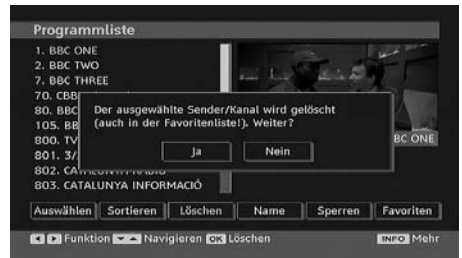 Programmliste
1. BBC ONE
2. BBC TWO
7. BBC THREE
70. CBB
80. BBC
105. BB
800. TV
801. 3/
802.
803. CATALUNYA INFORMACIÓ
Der ausgewählte Sender/Kanal wird gelöscht
(auch in der Favoritenliste!). Weiter?
Ja Nein
BC ONE
Auswählen Sortieren Löschen Name Sperren Favoriten
Funktion Navigieren OK Löschen INFO Mehr